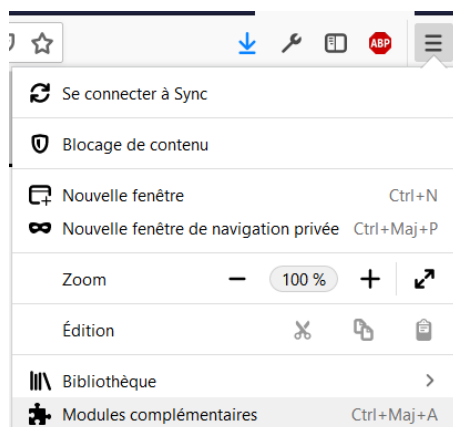 ABP
Se connecter à Sync
Blocage de contenu
Nouvelle fenêtre Ctrl+N
Nouvelle fenêtre de navigation privée Ctrl+Maj+P
Zoom 100 %
Édition
Bibliothèque
Modules complémentaires Ctrl+Maj+A